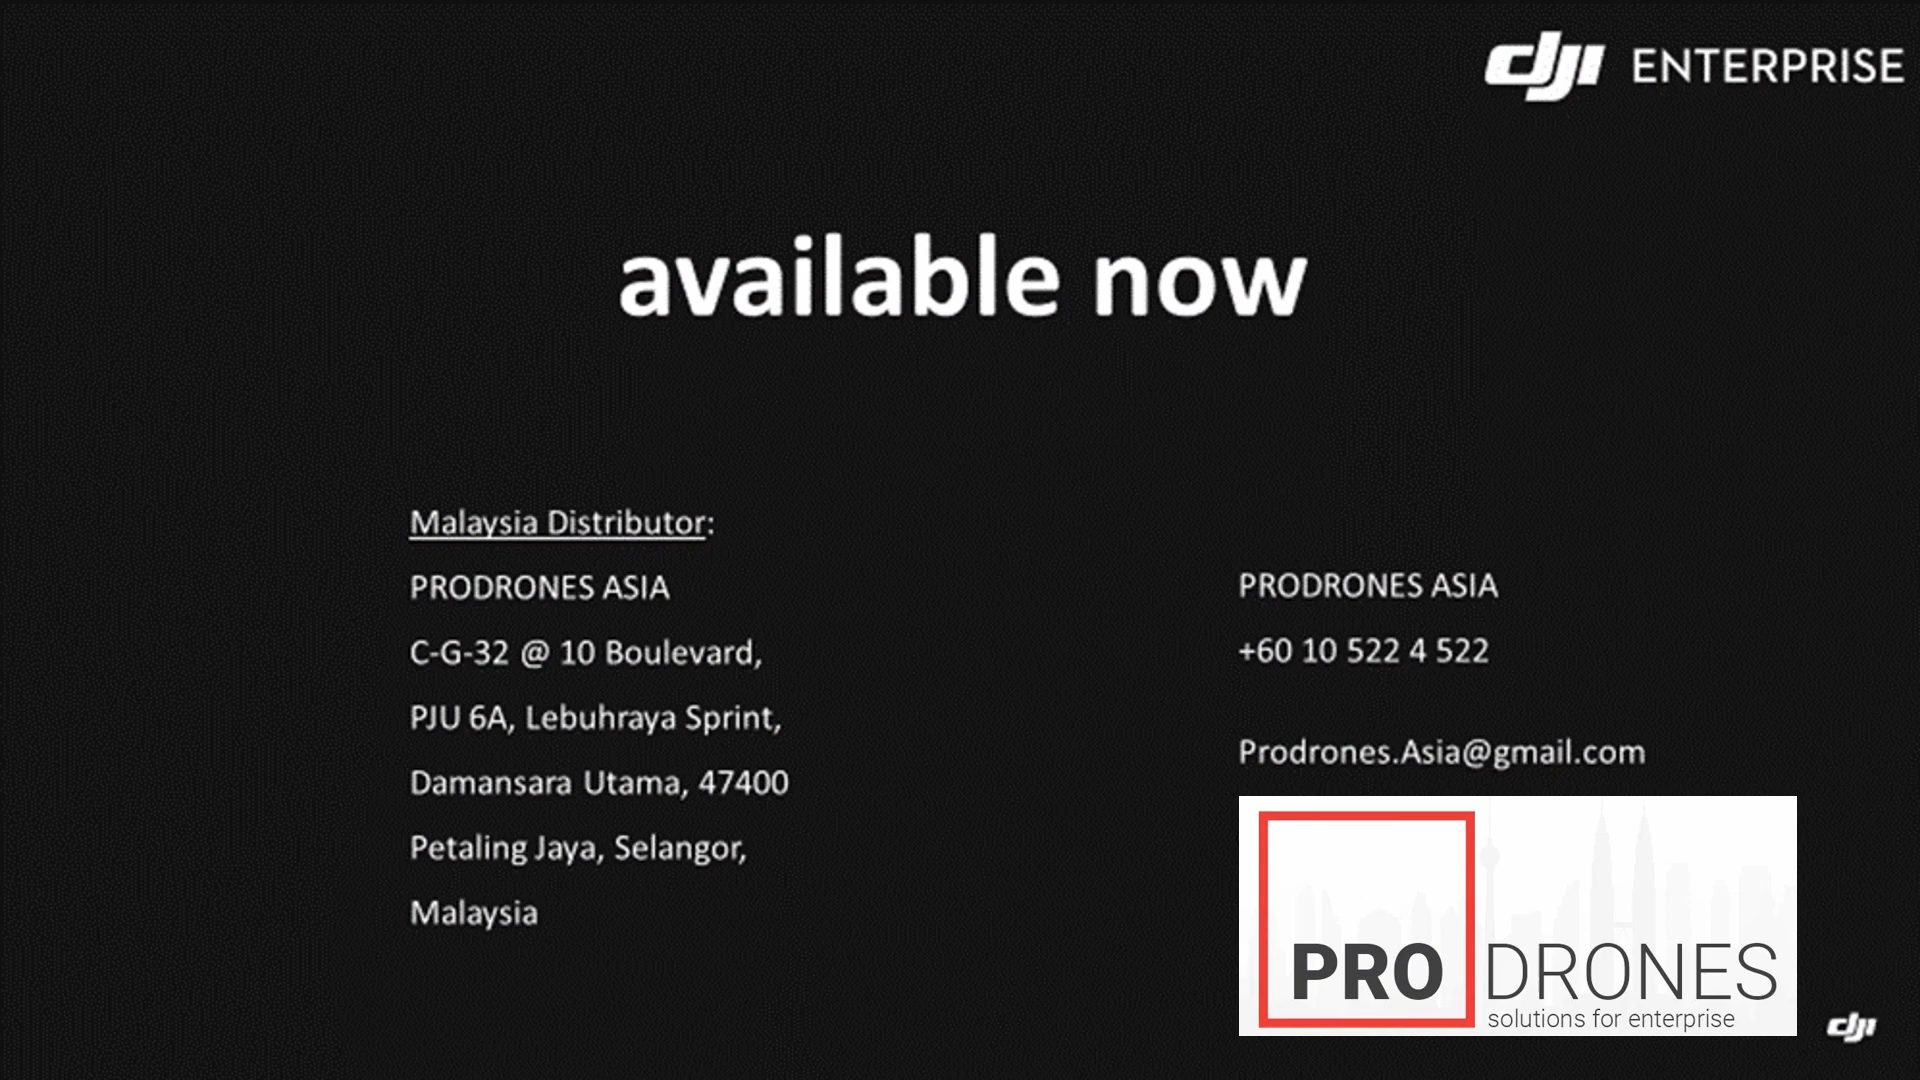 dji ENTERPRISE
available now
Malaysia Distributor:
PRODRONES ASIA
C-G-32 @ 10 Boulevard,
PJU 6A, Lebuhraya Sprint,
Damansara Utama, 47400
Petaling Jaya, Selangor,
Malaysia
PRODRONES ASIA
+60 10 522 4 522
Prodrones.Asia@gmail.com
PRO DRONES
solutions for enterprise
dji